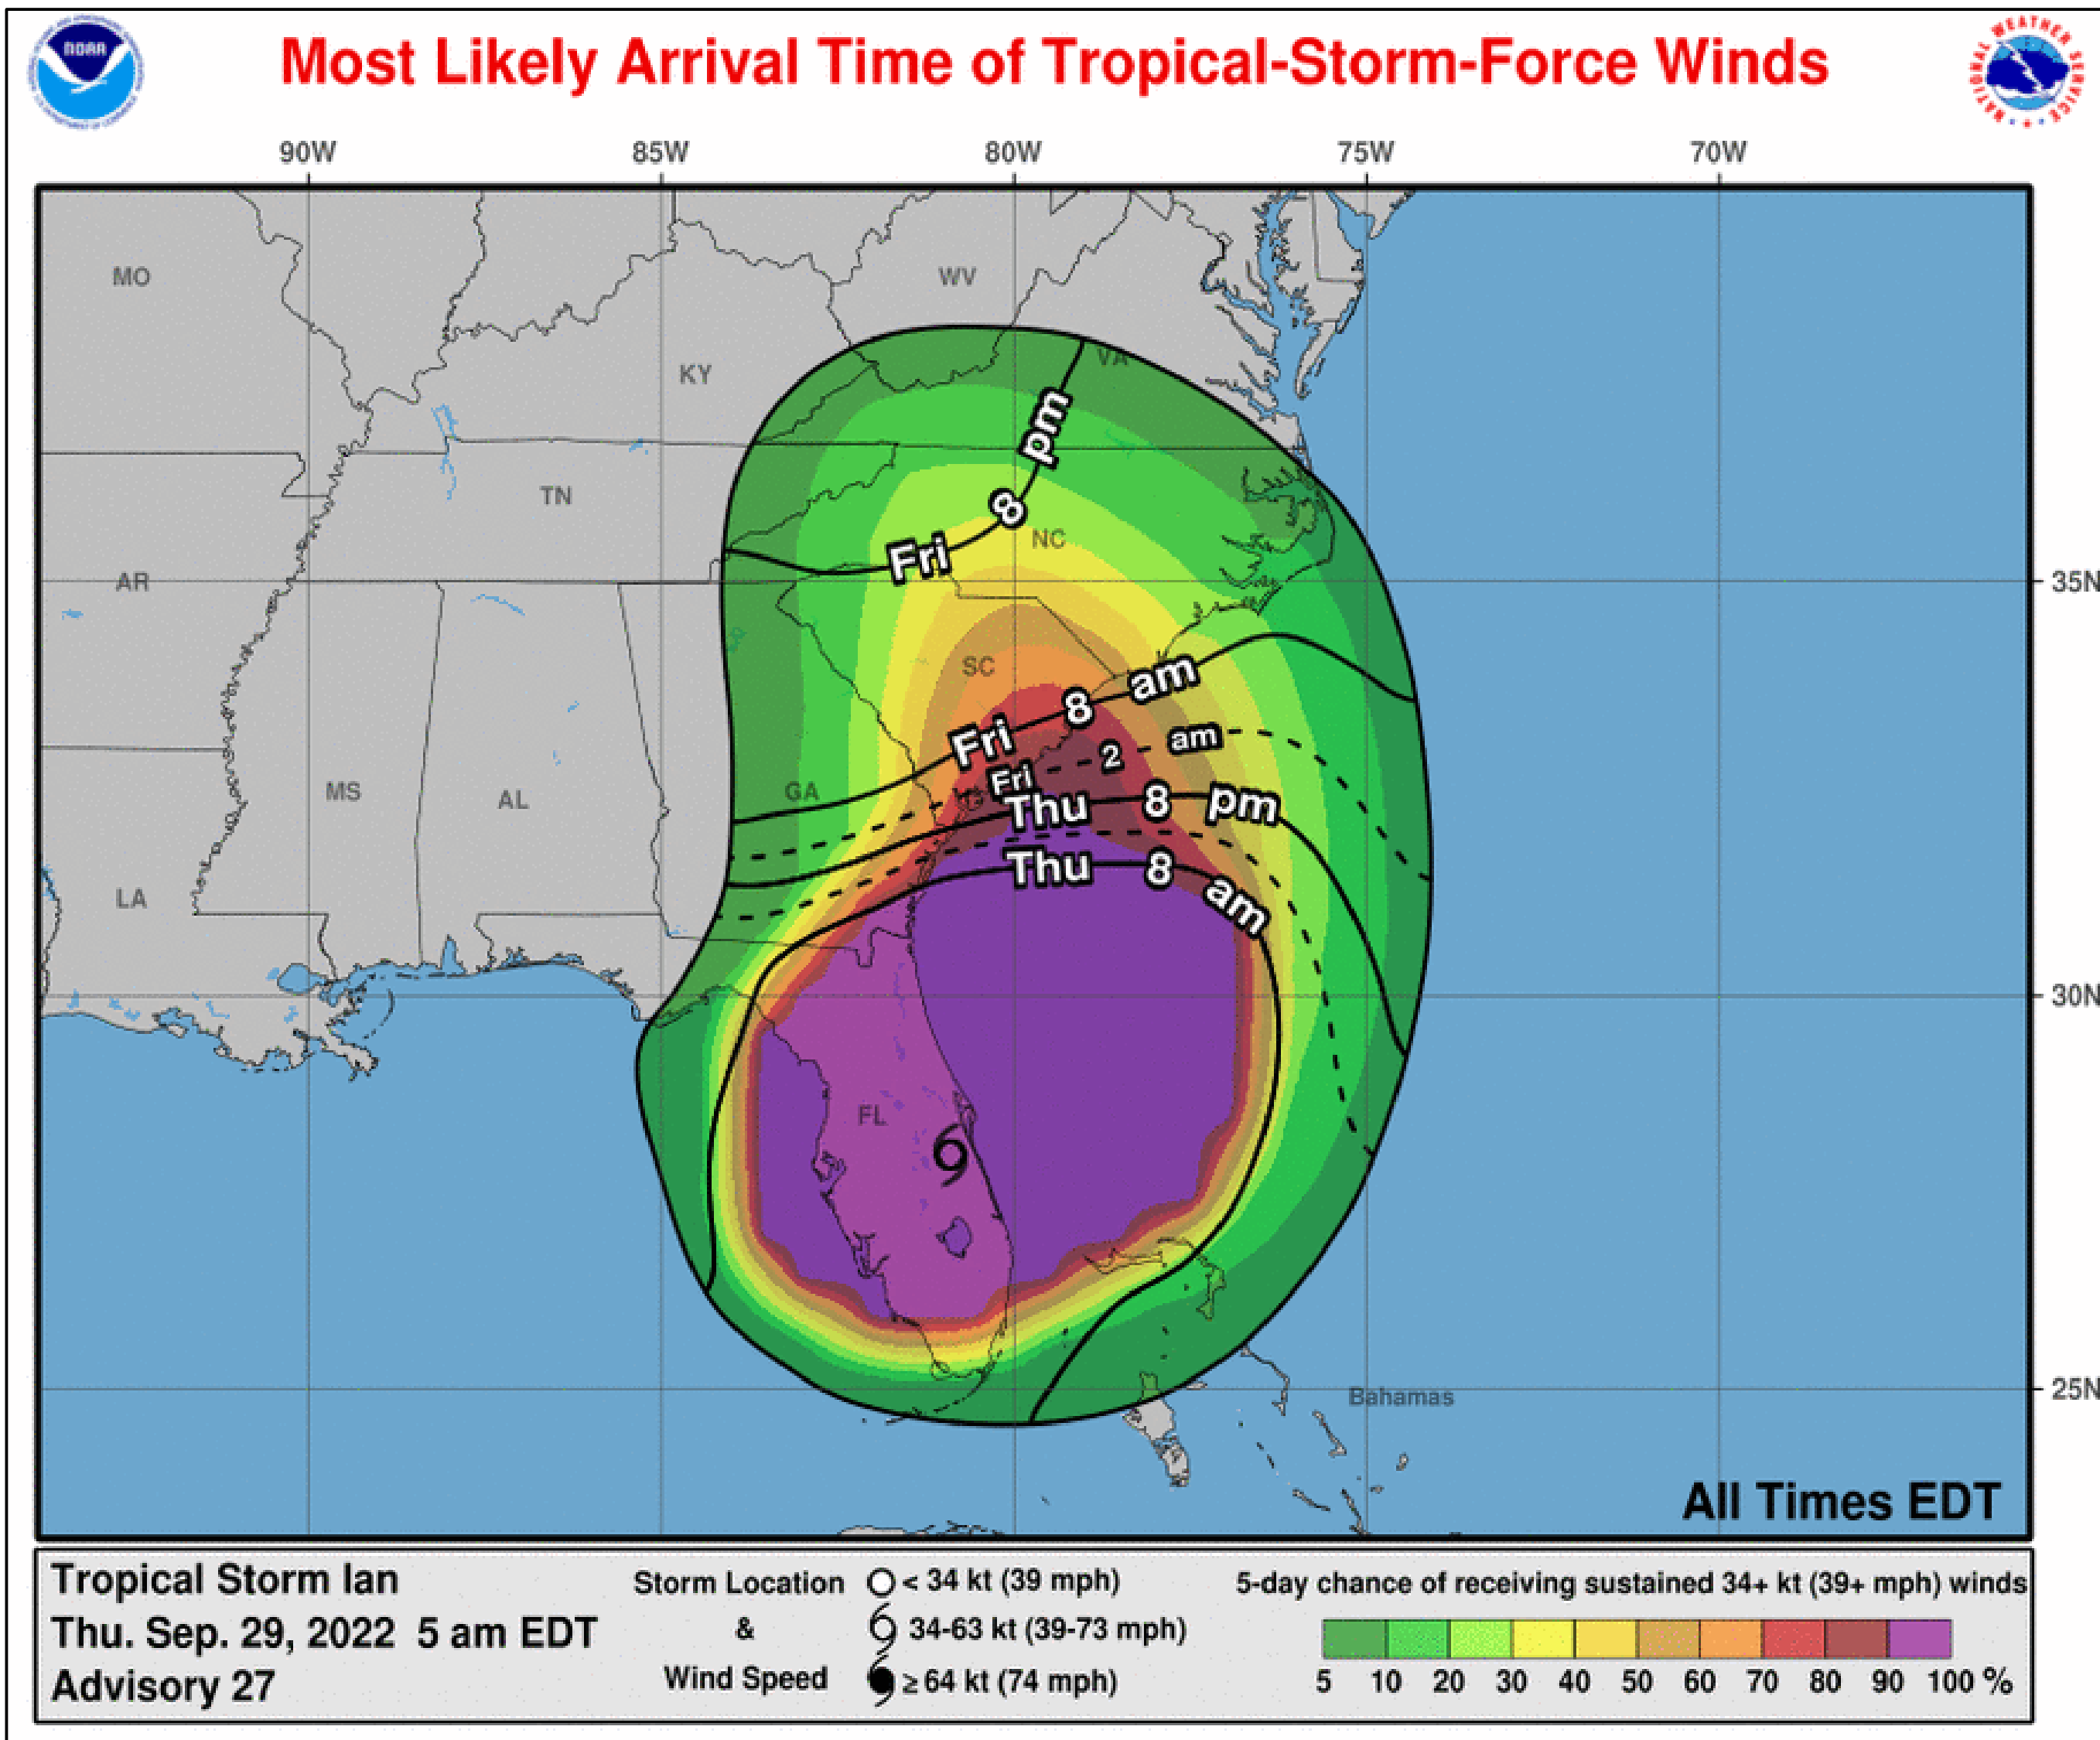 NOAA
Most Likely Arrival Time of Tropical-Storm-Force Winds
NATIONAL WEATHER SERVICE
90W 85W 80W 75W 70W
MO
WV
VA
KY
pm
TN
8
Fri
NC
AR
35N
SC
am
8
Fri
am
2
Fri
MS
AL
GA
Thu 8 pm
Thu 8 am
LA
30N
FL
25N
Bahamas
All Times EDT
Tropical Storm Ian
Thu. Sep. 29, 2022 5 am EDT
Advisory 27
Storm Location
&
Wind Speed
< 34 kt (39 mph)
34-63 kt (39-73 mph)
≥ 64 kt (74 mph)
5-day chance of receiving sustained 34+ kt (39+ mph) winds
5 10 20 30 40 50 60 70 80 90 100 %